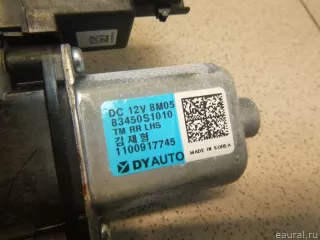 DC 12V 8M05
83450S1010
TM RR LHS
김재형
1100917745
DYAUTO
MADE IN KOREA
eaural.ru